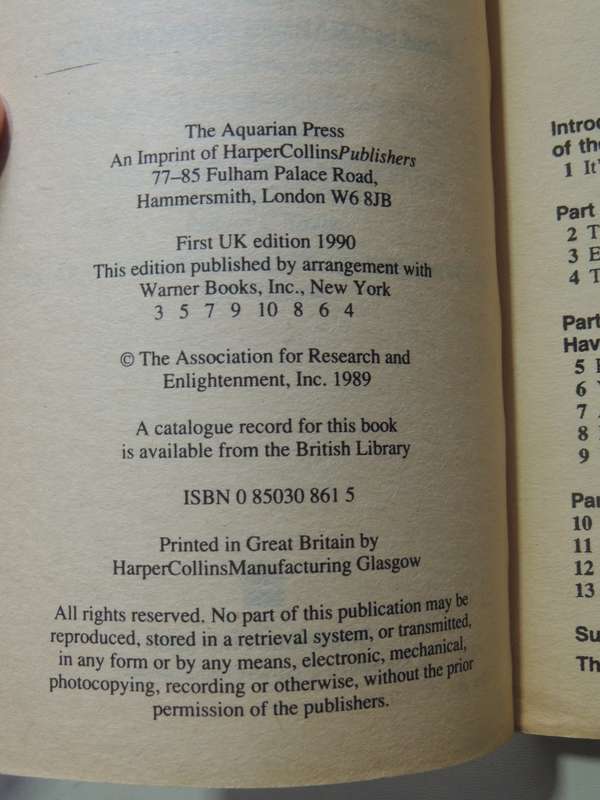 The Aquarian Press
An Imprint of HarperCollinsPublishers
77–85 Fulham Palace Road,
Hammersmith, London W6 8JB
First UK edition 1990
This edition published by arrangement with
Warner Books, Inc., New York
3 5 7 9 10 8 6 4
© The Association for Research and
Enlightenment, Inc. 1989
A catalogue record for this book
is available from the British Library
ISBN 0 85030 861 5
Printed in Great Britain by
HarperCollinsManufacturing Glasgow
All rights reserved. No part of this publication may be
reproduced, stored in a retrieval system, or transmitted,
in any form or by any means, electronic, mechanical,
photocopying, recording or otherwise, without the prior
permission of the publishers.
of the
1 It'
Part
2
3
4
Part
5
6
7
8
9
10
11
12
13